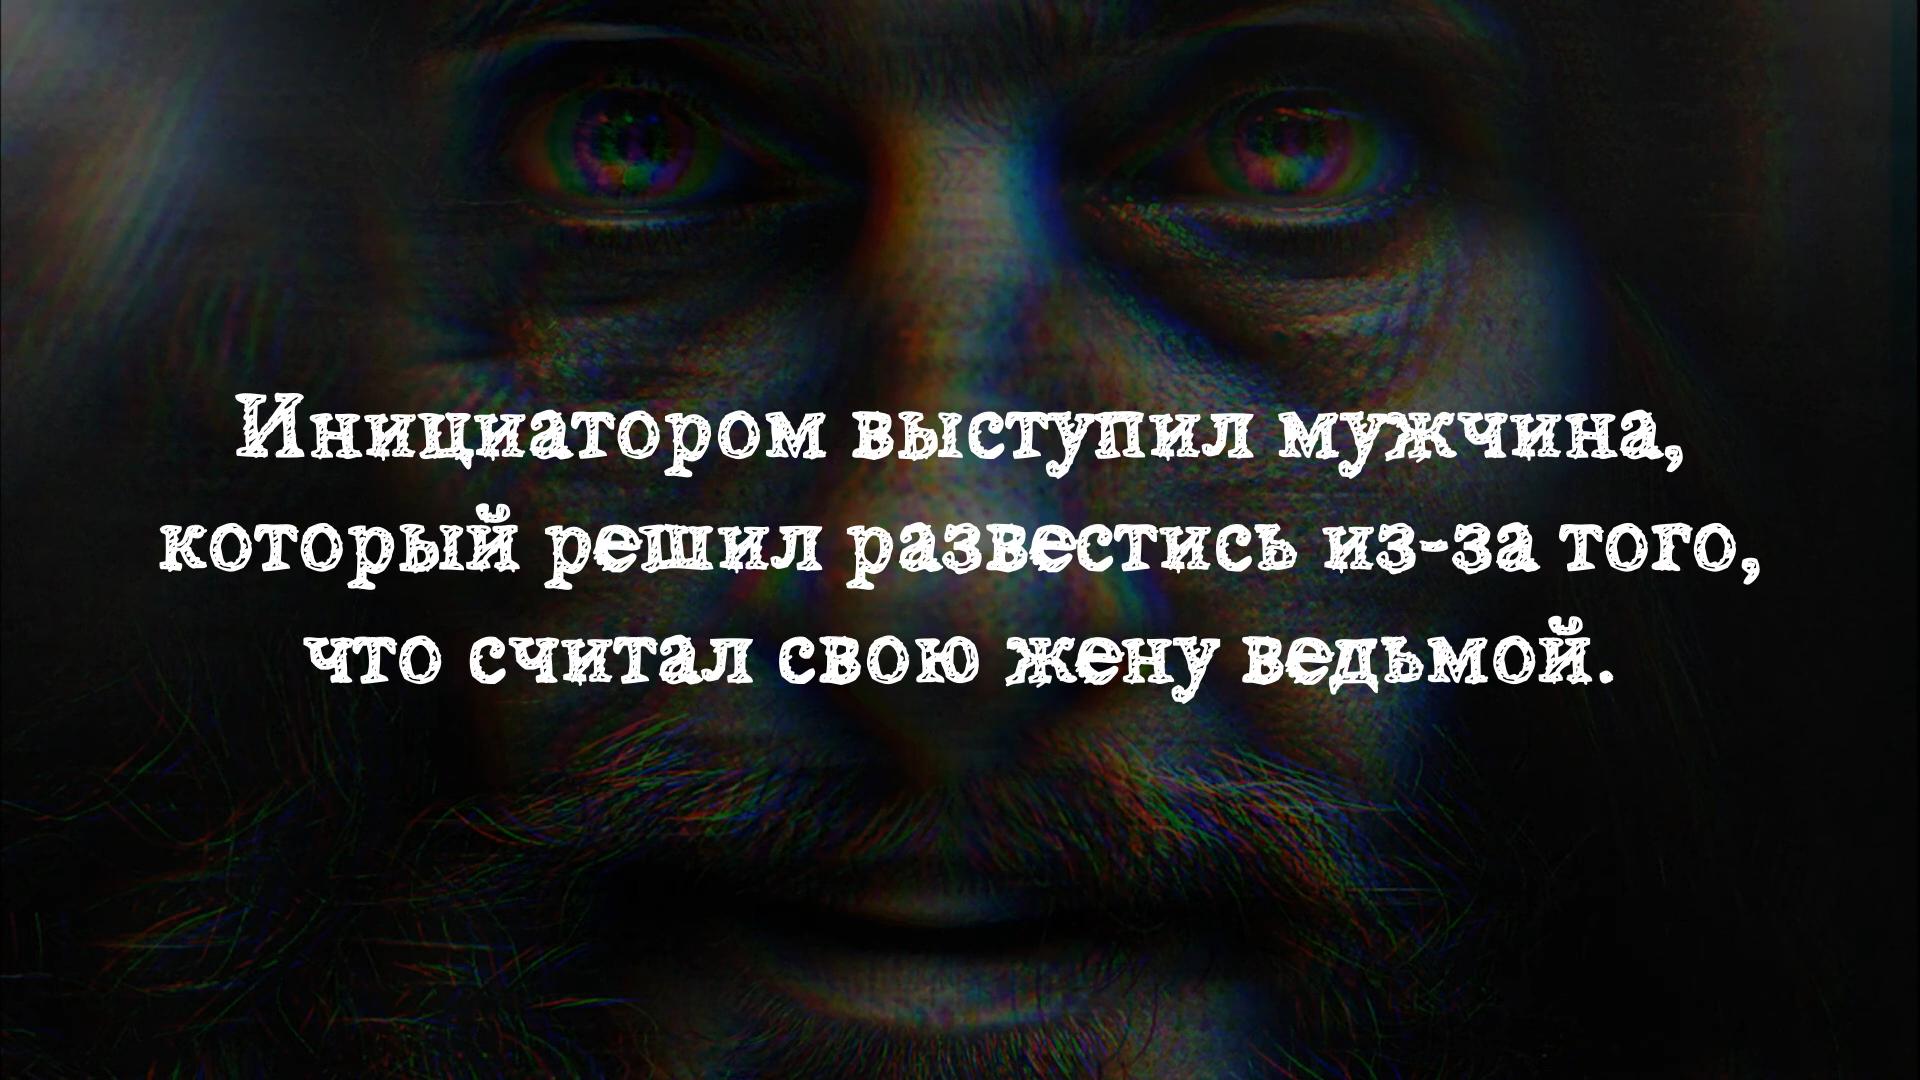 Инициатором выступил мужчина,
который решил развестись из-за того,
что считал свою жену ведьмой.